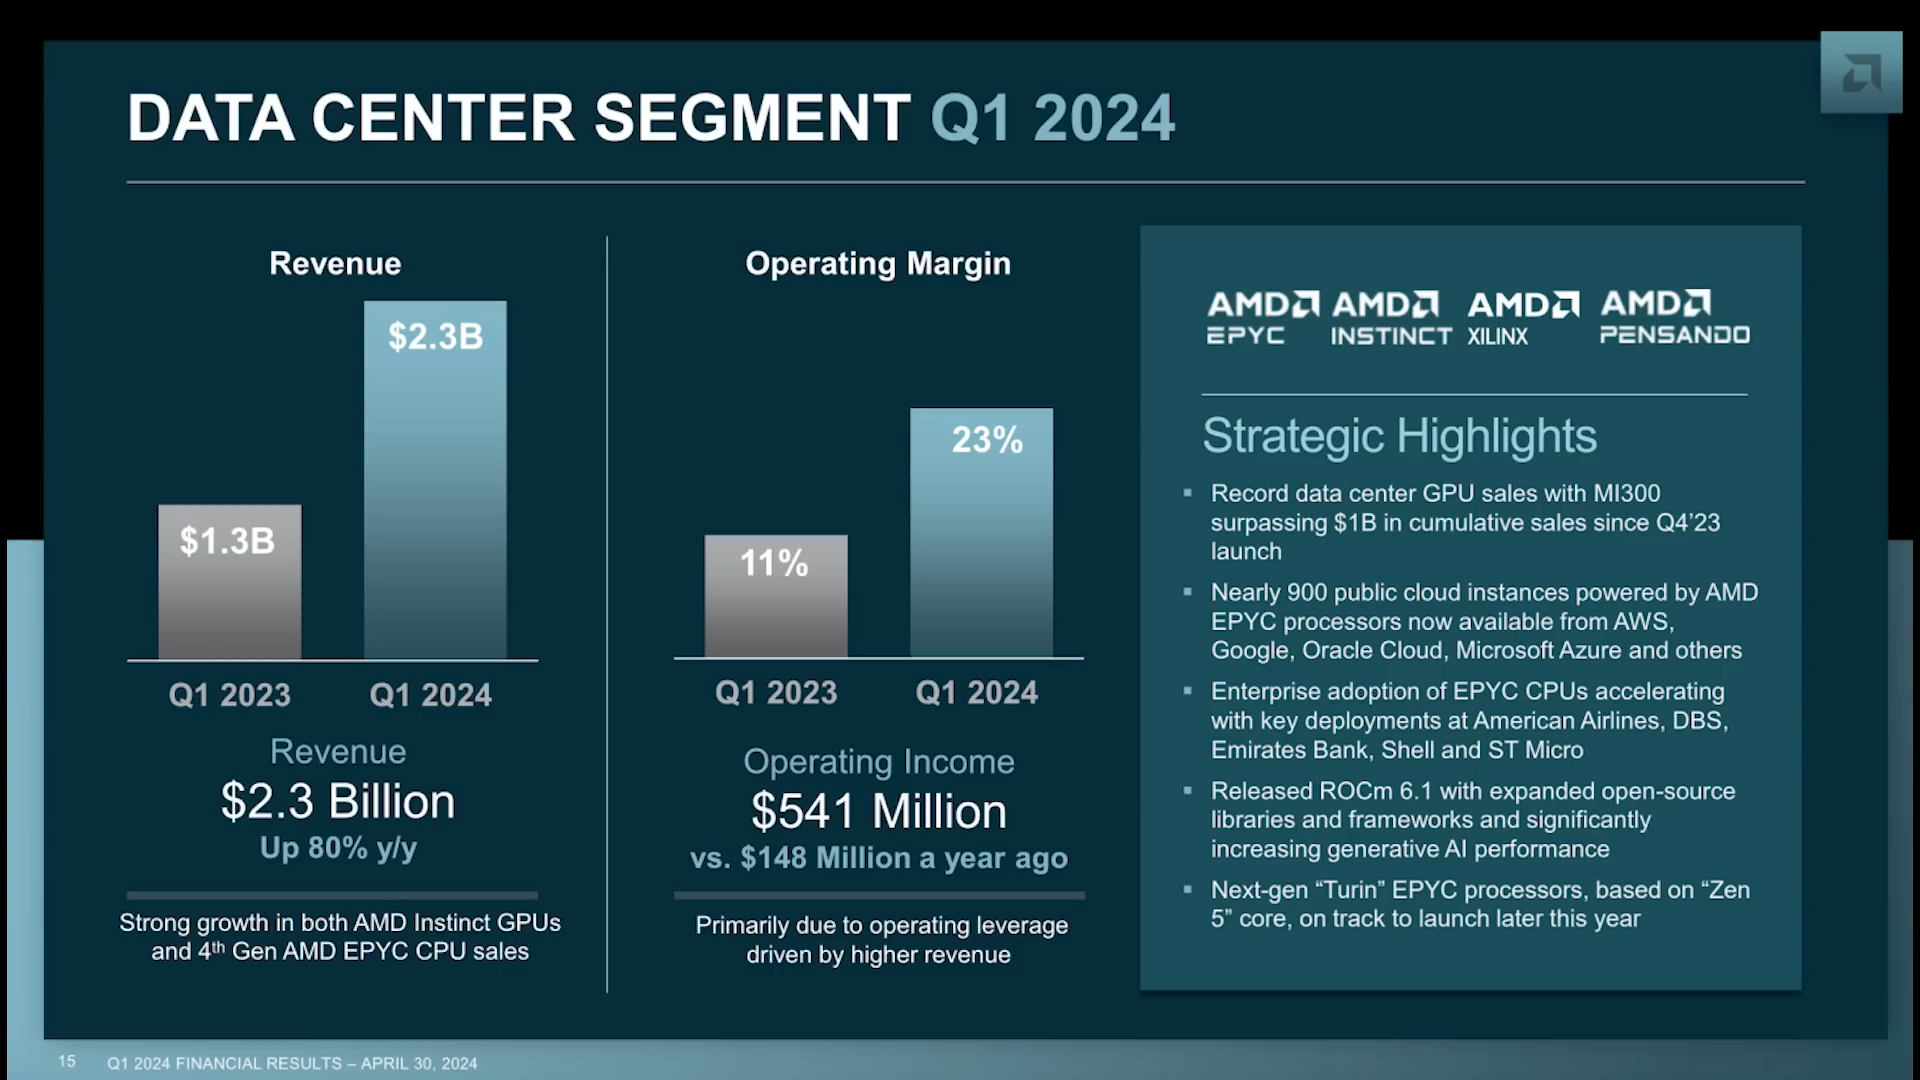 DATA CENTER SEGMENT Q1 2024
Revenue
$2.3B
$1.3B
Q1 2023 Q1 2024
Revenue
$2.3 Billion
Up 80% y/y
Strong growth in both AMD Instinct GPUs
and 4th Gen AMD EPYC CPU sales
Operating Margin
23%
11%
Q1 2023 Q1 2024
Operating Income
$541 Million
vs. $148 Million a year ago
Primarily due to operating leverage
driven by higher revenue
AMD AMD AMD AMD
EPYC INSTINCT XILINX PENSANDO
Strategic Highlights
▪ Record data center GPU sales with MI300
surpassing $1B in cumulative sales since Q4’23
launch
▪ Nearly 900 public cloud instances powered by AMD
EPYC processors now available from AWS,
Google, Oracle Cloud, Microsoft Azure and others
▪ Enterprise adoption of EPYC CPUs accelerating
with key deployments at American Airlines, DBS,
Emirates Bank, Shell and ST Micro
▪ Released ROCm 6.1 with expanded open-source
libraries and frameworks and significantly
increasing generative AI performance
▪ Next-gen “Turin” EPYC processors, based on “Zen
5” core, on track to launch later this year
15 Q1 2024 FINANCIAL RESULTS – APRIL 30, 2024